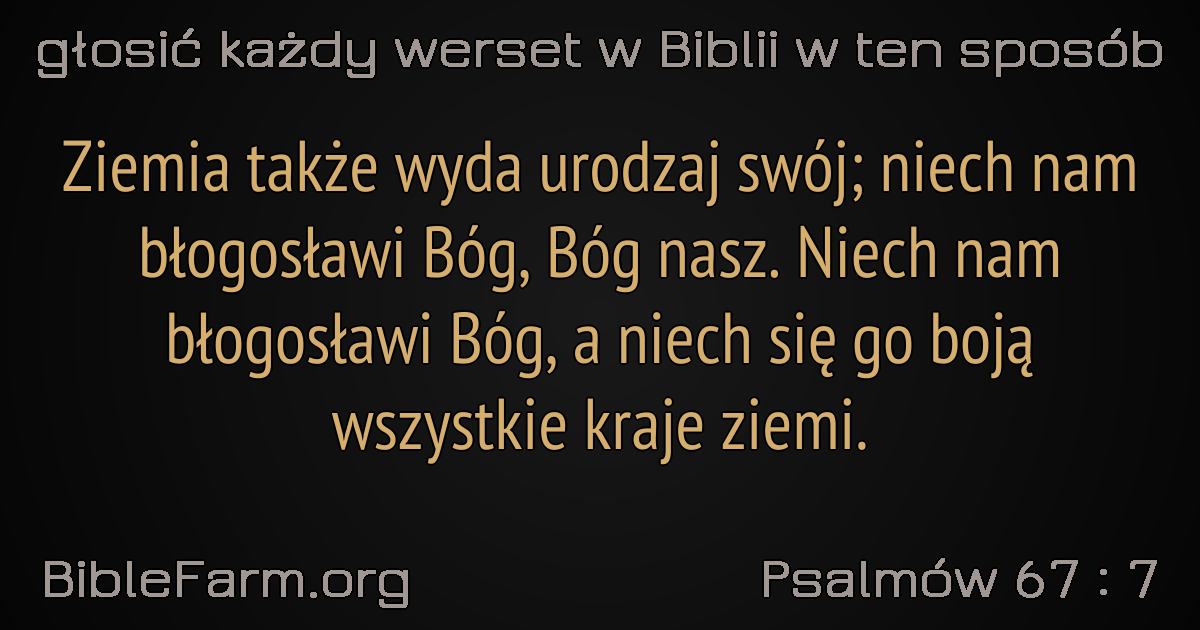 głosić każdy werset w Biblii w ten sposób
Ziemia także wyda urodzaj swój; niech nam
błogosławi Bóg, Bóg nasz. Niech nam
błogosławi Bóg, a niech się go boją
wszystkie kraje ziemi.
BibleFarm.org
Psalmów 67 : 7